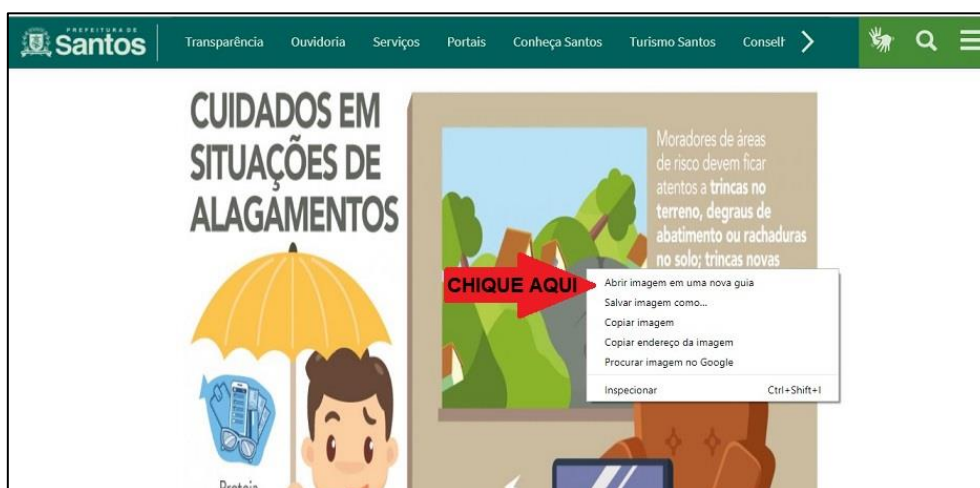 PREFEITURA DE
Santos
Transparência Ouvidoria Serviços Portais Conheça Santos Turismo Santos Conselh
CUIDADOS EM
SITUAÇÕES DE
ALAGAMENTOS
Moradores de áreas
de risco devem ficar
atentos a trincas no
terreno, degraus de
abatimento ou rachaduras
no solo; trincas novas
CHIQUE AQUI
Abrir imagem em uma nova guia
Salvar imagem como...
Copiar imagem
Copiar endereço da imagem
Procurar imagem no Google
Inspecionar Ctrl+Shift+I
Proteja